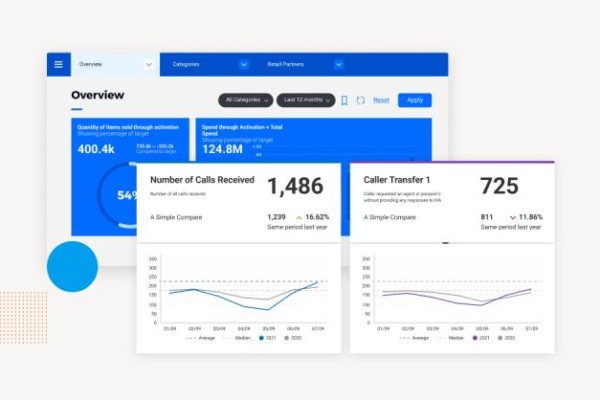 Overview
Categories
Retail Partners
Overview
All Categories
Last 12 months
Reset
Apply
Quantity of items sold through activation
Showing percentage of target
400.4k
Compared to target
54%
Spend through Activation v Total
Spend
Showing percentage of target
124.8M
Number of Calls Received
Number of all calls received
1,486
A Simple Compare
1,239
16.62%
Same period last year
350
300
250
200
150
100
50
0
01/09 02/09 03/09 04/09 05/09 06/09 07/09
Average Median 2021 2020
Caller Transfer 1
Caller requested an agent or pressed 0
without providing any responses to IVA
725
A Simple Compare
811
11.86%
Same period last year
350
300
250
200
150
100
50
0
01/09 02/09 03/09 04/09 05/09 06/09 07/09
Average Median 2021 2020